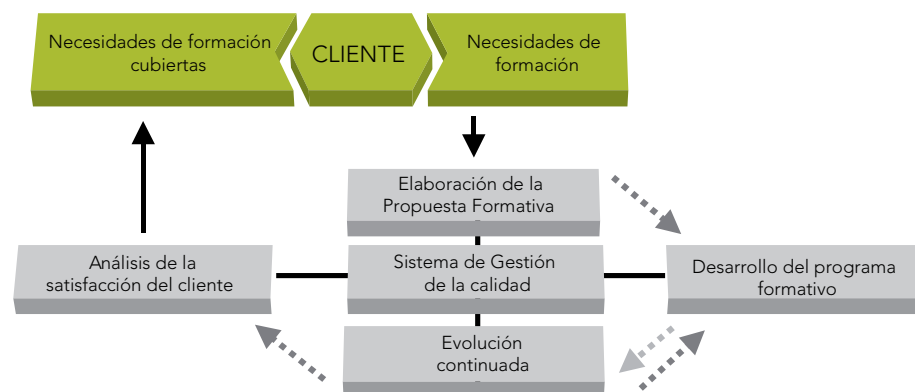 Necesidades de formación
cubiertas
CLIENTE
Necesidades de
formación
Elaboración de la
Propuesta Formativa
Análisis de la
satisfacción del cliente
Sistema de Gestión
de la calidad
Desarrollo del programa
formativo
Evolución
continuada